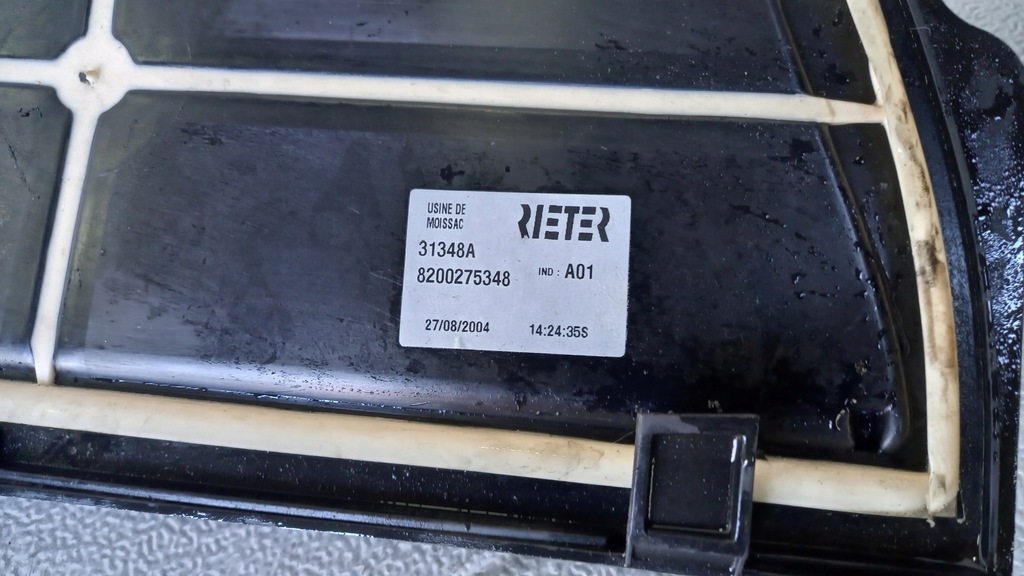 USINE DE
MOISSAC
RIETER
31348A
8200275348
IND : A01
27/08/2004
14:24:35S